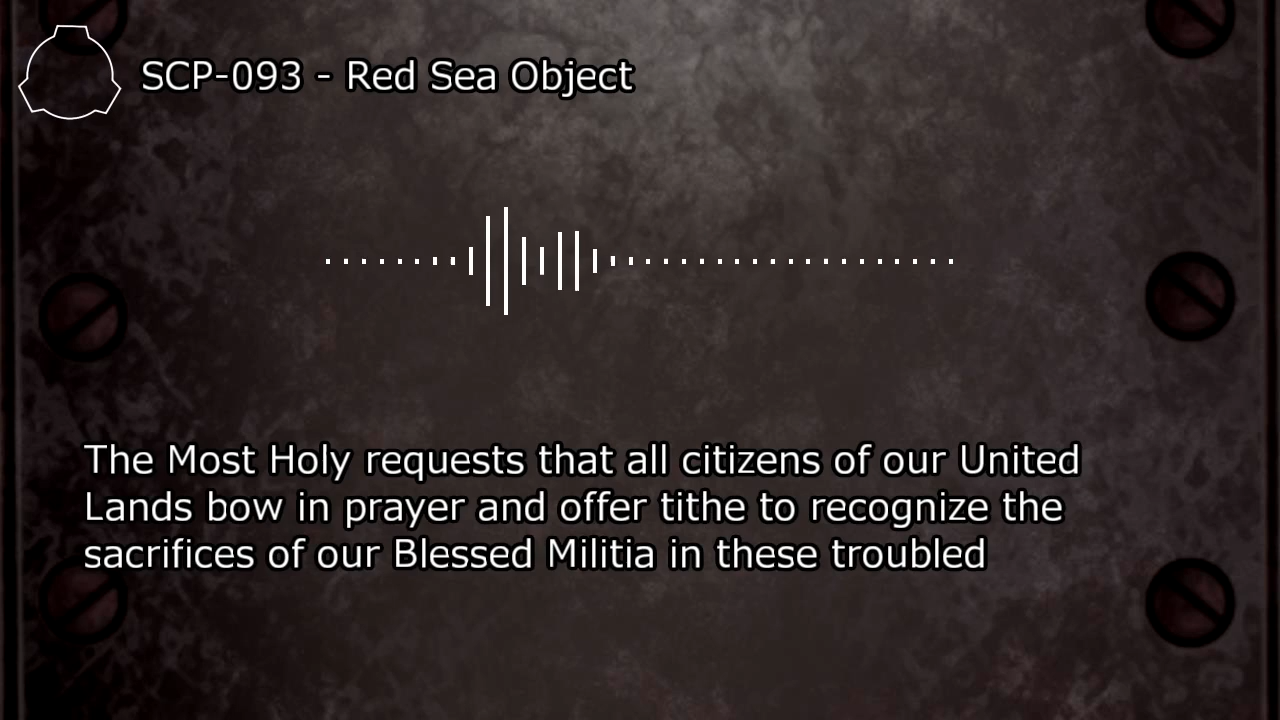 SCP-093 - Red Sea Object
The Most Holy requests that all citizens of our United
Lands bow in prayer and offer tithe to recognize the
sacrifices of our Blessed Militia in these troubled